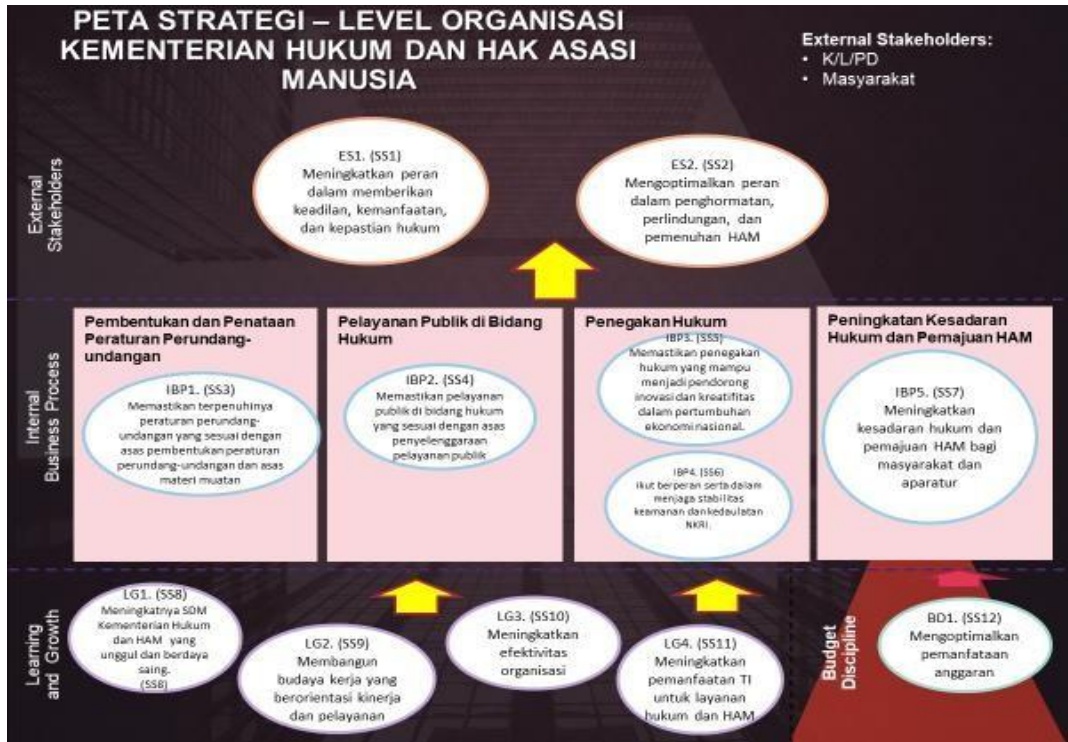 PETA STRATEGI – LEVEL ORGANISASI
KEMENTERIAN HUKUM DAN HAK ASASI
MANUSIA
External Stakeholders:
• K/L/PD
• Masyarakat
External
Stakeholders
ES1. (SS1)
Meningkatkan peran
dalam memberikan
keadilan, kemanfaatan,
dan kepastian hukum
ES2. (SS2)
Mengoptimalkan peran
dalam penghormatan,
perlindungan, dan
pemenuhan HAM
Internal
Business Process
Pembentukan dan Penataan
Peraturan Perundang-
undangan
IBP1. (SS3)
Memastikan terpenuhinya
peraturan perundang-
undangan yang sesuai dengan
asas pembentukan peraturan
perundang-undangan dan asas
materi muatan
Pelayanan Publik di Bidang
Hukum
IBP2. (SS4)
Memastikan pelayanan
publik di bidang hukum
yang sesuai dengan asas
penyelenggaraan
pelayanan publik
Penegakan Hukum
IBP3. (SS5)
Memastikan penegakan
hukum yang mampu
menjadi pendorong
inovasi dan kreatifitas
dalam pertumbuhan
ekonomi nasional.
IBP4. (SS6)
Ikut berperan serta dalam
menjaga stabilitas
keamanan dan kedaulatan
NKRI.
Peningkatan Kesadaran
Hukum dan Pemajuan HAM
IBP5. (SS7)
Meningkatkan
kesadaran hukum dan
pemajuan HAM bagi
masyarakat dan
aparatur
Learning
and Growth
LG1. (SS8)
Meningkatnya SDM
Kementerian Hukum
dan HAM yang
unggul dan berdaya
saing.
(SS8)
LG2. (SS9)
Membangun
budaya kerja yang
berorientasi kinerja
dan pelayanan
LG3. (SS10)
Meningkatkan
efektivitas
organisasi
LG4. (SS11)
Meningkatkan
pemanfaatan TI
untuk layanan
hukum dan HAM
Budget
Discipline
BD1. (SS12)
Mengoptimalkan
pemanfataan
anggaran